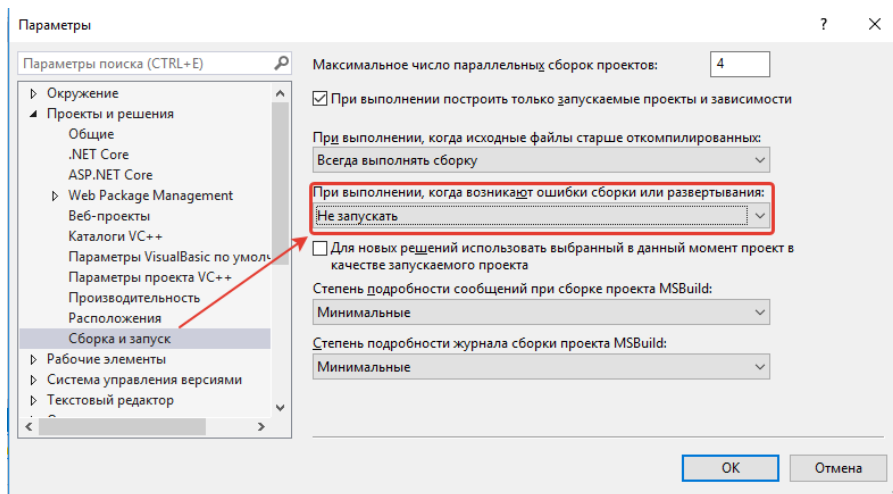 Параметры
?
Параметры поиска (CTRL+E)
Окружение
Проекты и решения
Общие
.NET Core
ASP.NET Core
Web Package Management
Веб-проекты
Каталоги VC++
Параметры VisualBasic по умолч
Параметры проекта VC++
Производительность
Расположения
Сборка и запуск
Рабочие элементы
Система управления версиями
Текстовый редактор
Максимальное число параллельных сборок проектов:
4
При выполнении построить только запускаемые проекты и зависимости
При выполнении, когда исходные файлы старше откомпилированных:
Всегда выполнять сборку
При выполнении, когда возникают ошибки сборки или развертывания:
Не запускать
Для новых решений использовать выбранный в данный момент проект в
качестве запускаемого проекта
Степень подробности сообщений при сборке проекта MSBuild:
Минимальные
Степень подробности журнала сборки проекта MSBuild:
Минимальные
OK
Отмена